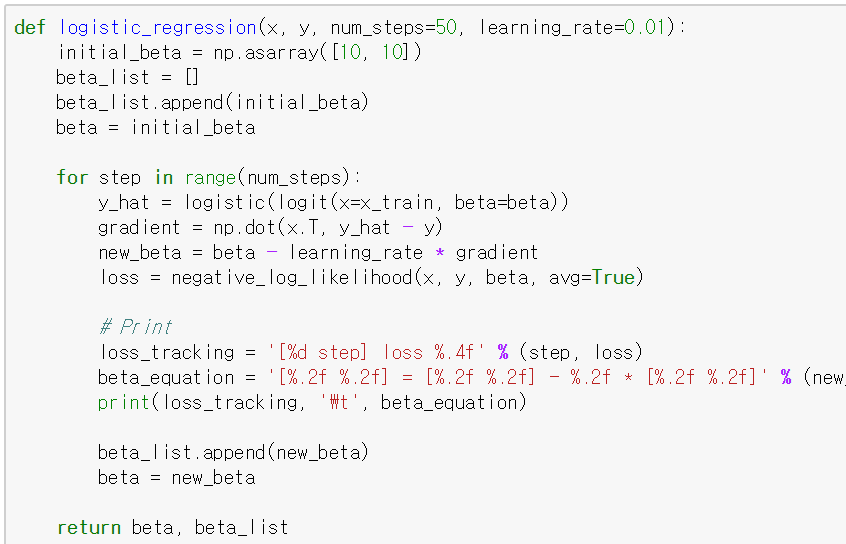 def logistic_regression(x, y, num_steps=50, learning_rate=0.01):
    initial_beta = np.asarray([10, 10])
    beta_list = []
    beta_list.append(initial_beta)
    beta = initial_beta

    for step in range(num_steps):
        y_hat = logistic(logit(x=x_train, beta=beta))
        gradient = np.dot(x.T, y_hat - y)
        new_beta = beta - learning_rate * gradient
        loss = negative_log_likelihood(x, y, beta, avg=True)

        # Print
        loss_tracking = '[%d step] loss %.4f' % (step, loss)
        beta_equation = '[%.2f %.2f] = [%.2f %.2f] - %.2f * [%.2f %.2f]' % (new_
        print(loss_tracking, '₩t', beta_equation)

        beta_list.append(new_beta)
        beta = new_beta

    return beta, beta_list